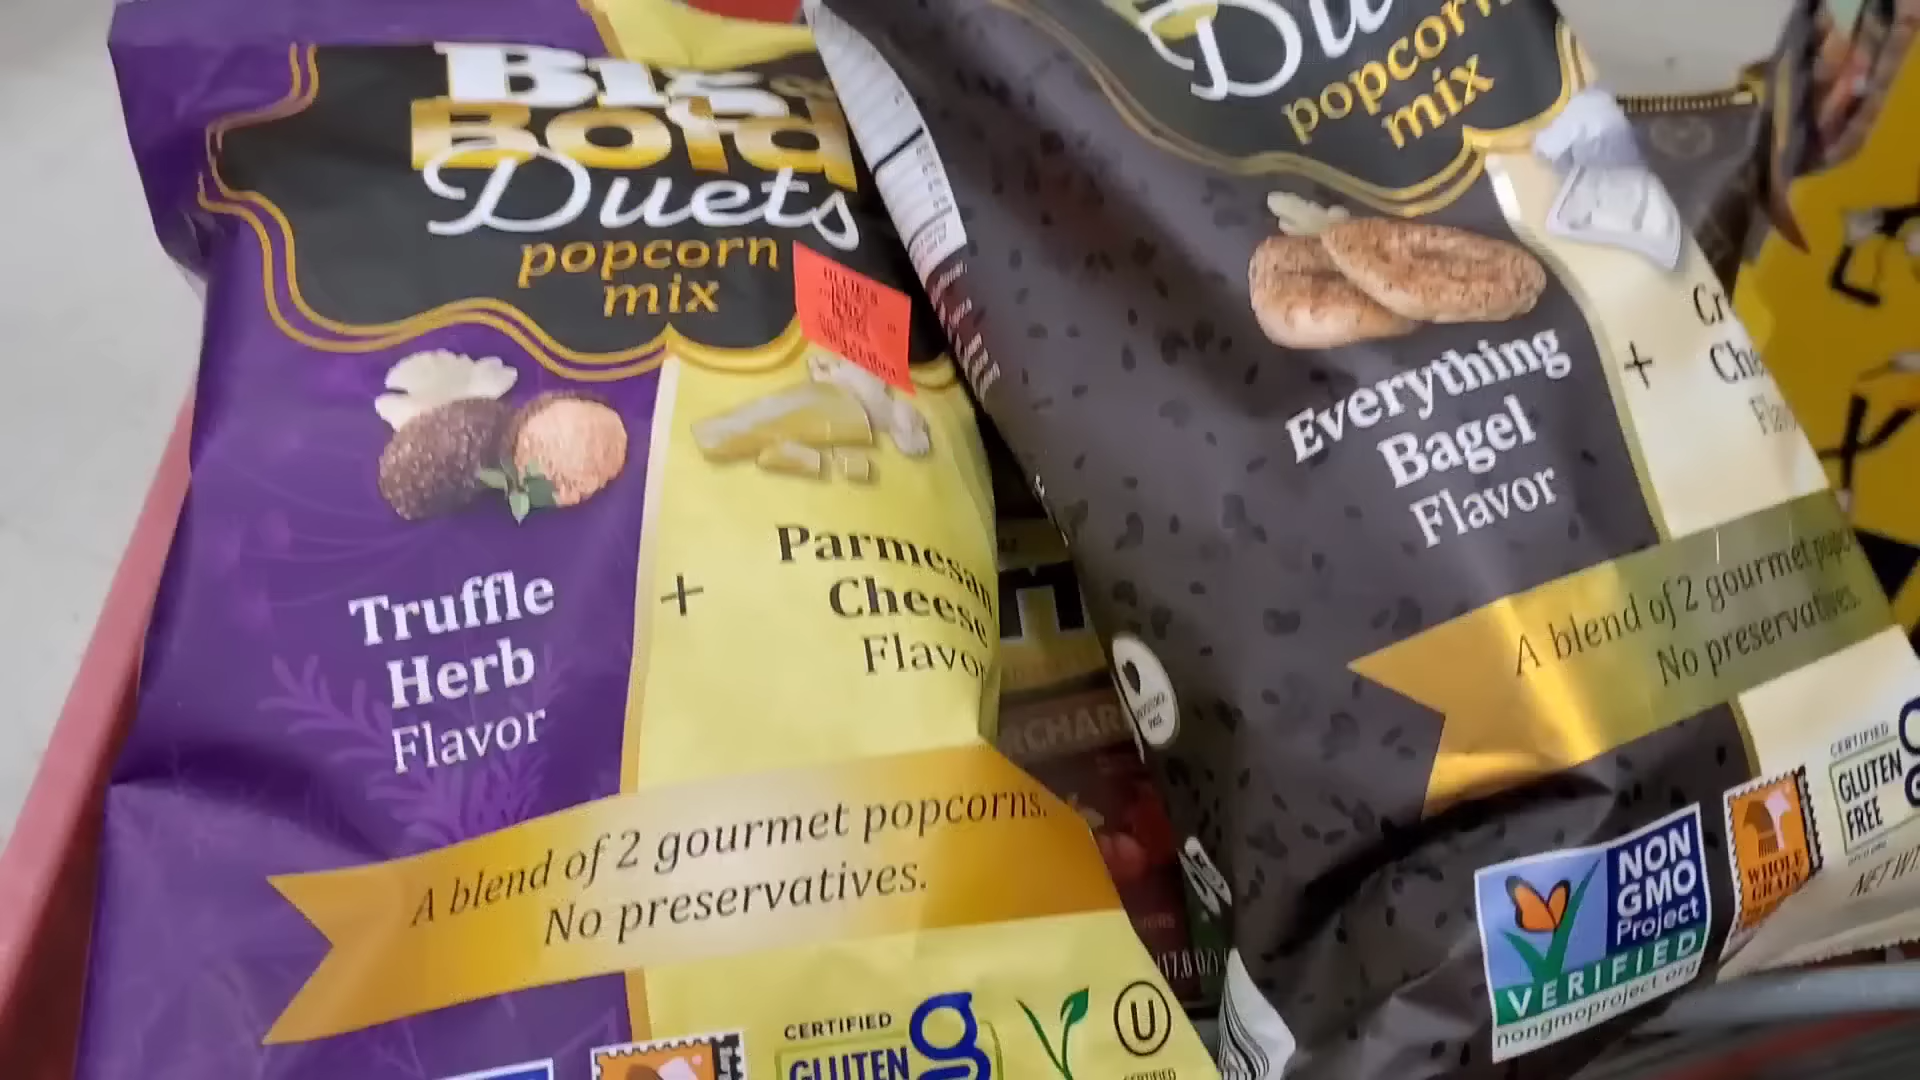 Big &
Bold
Duets
popcorn
mix
OLLIE'S
Truffle
Herb
Flavor
+
Parmesan
Cheese
Flavor
A blend of 2 gourmet popcorns.
No preservatives.
CERTIFIED
GLUTEN
U
popcorn
mix
Everything
Bagel
Flavor
+
A blend of 2 gourmet
No preservatives.
NON
GMO
Project
VERIFIED
nongmoproject.org
WHOLE
GRAIN
CERTIFIED
GLUTEN
FREE
NET